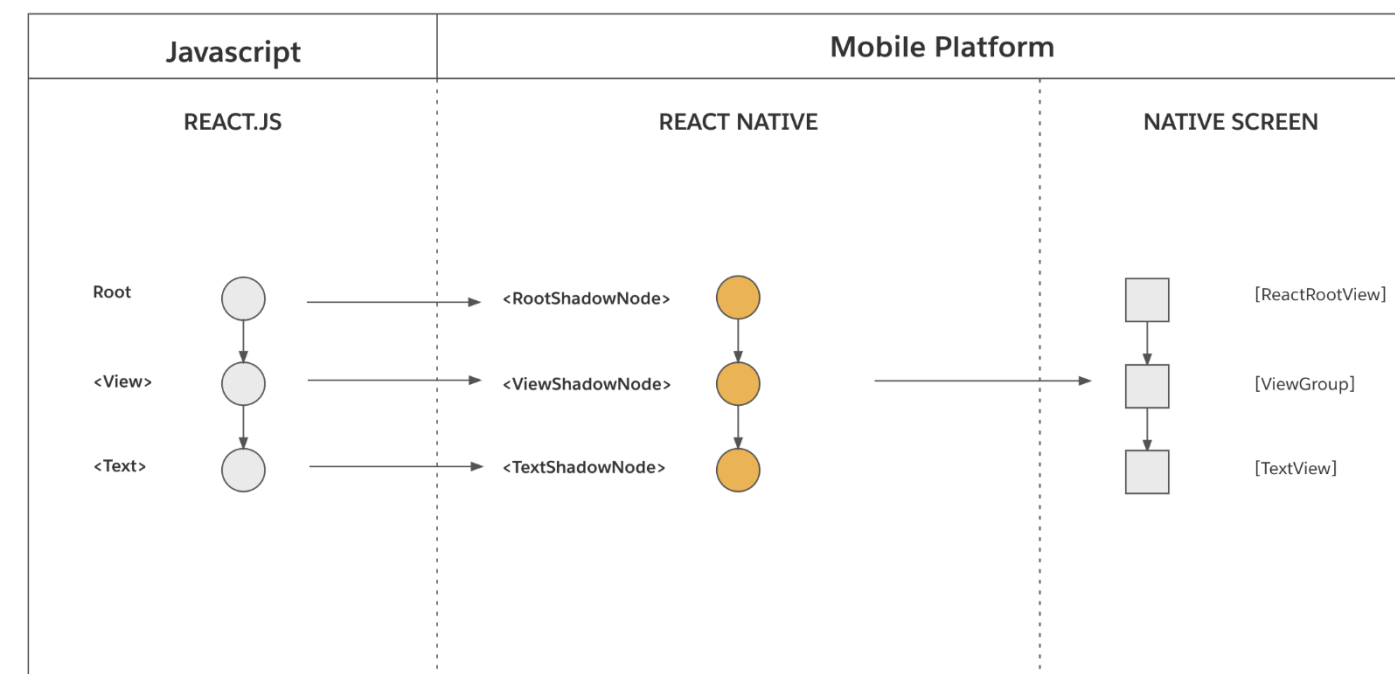 Javascript
Mobile Platform
REACT.JS
REACT NATIVE
NATIVE SCREEN
Root
<RootShadowNode>
[ReactRootView]
<View>
<ViewShadowNode>
[ViewGroup]
<Text>
<TextShadowNode>
[TextView]